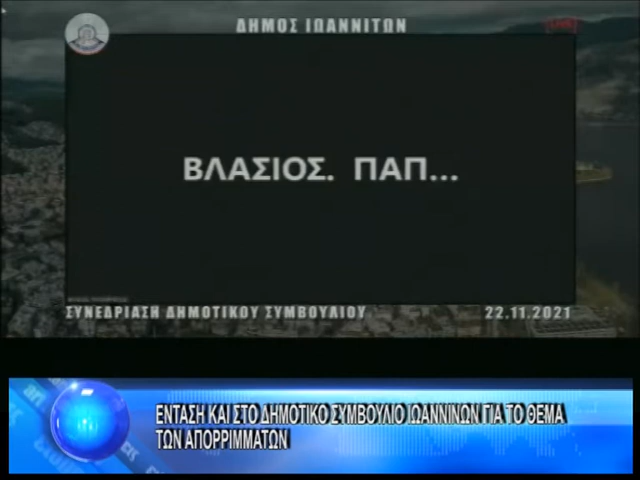 ΔΗΜΟΣ ΙΩΑΝΝΙΤΩΝ
LIVE
ΒΛΑΣΙΟΣ. ΠΑΠ...
ΣΥΝΕΔΡΙΑΣΗ ΔΗΜΟΤΙΚΟΥ ΣΥΜΒΟΥΛΙΟΥ
22.11.2021
ΕΝΤΑΣΗ ΚΑΙ ΣΤΟ ΔΗΜΟΤΙΚΟ ΣΥΜΒΟΥΛΙΟ ΙΩΑΝΝΙΝΩΝ ΓΙΑ ΤΟ ΘΕΜΑ
ΤΩΝ ΑΠΟΡΡΙΜΜΑΤΩΝ